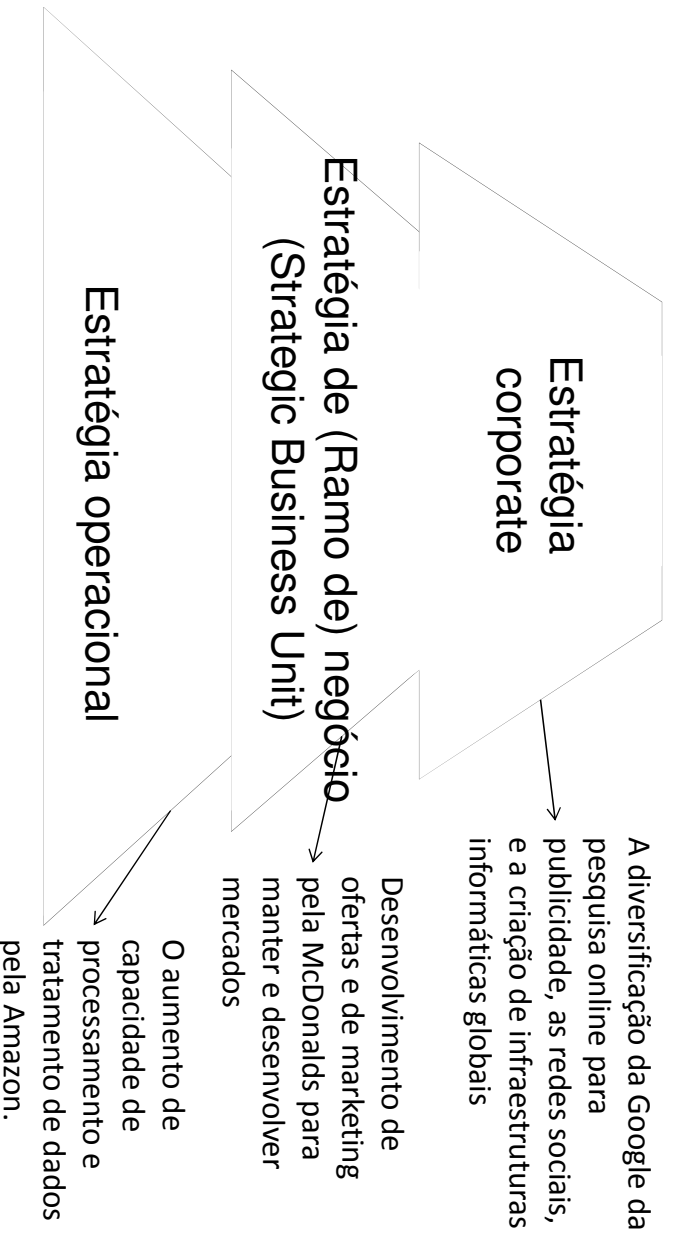 Estratégia
corporate
A diversificação da Google da
pesquisa online para
publicidade, as redes sociais,
e a criação de infraestruturas
informáticas globais
Estratégia de (Ramo de) negócio
(Strategic Business Unit)
Desenvolvimento de
ofertas e de marketing
pela McDonalds para
manter e desenvolver
mercados
Estratégia operacional
O aumento de
capacidade de
processamento e
tratamento de dados
pela Amazon.